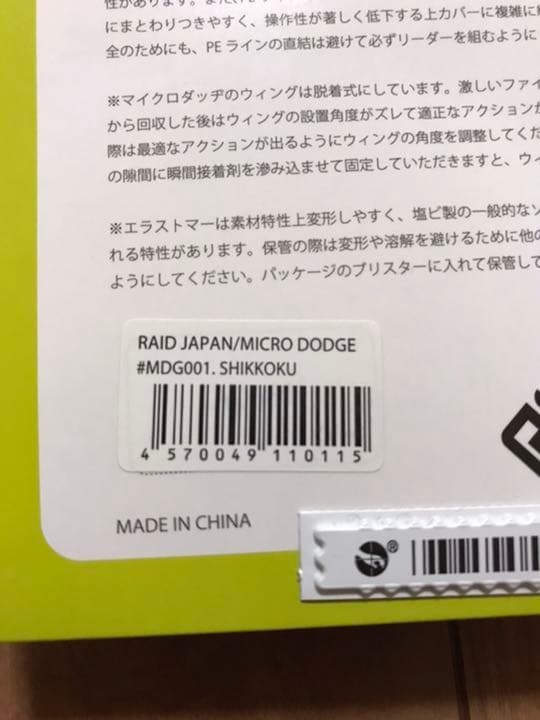 性があります。また、PEライ
にまとわりつきやすく、操作性が著しく低下する上カバーに複雑に
全のためにも、PE ラインの直結は避けて必ずリーダーを組むように
※マイクロダッヂのウィングは脱着式にしています。激しいファイ
から回収した後はウィングの設置角度がズレて適正なアクションが
際は最適なアクションが出るようにウィングの角度を調整してくだ
の隙間に瞬間接着剤を滲み込ませて固定していただきますと、ウィ
※エラストマーは素材特性上変形しやすく、塩ビ製の一般的なソ
れる特性があります。保管の際は変形や溶解を避けるために他の
ようにしてください。パッケージのブリスターに入れて保管して
RAID JAPAN/MICRO DODGE
#MDG001. SHIKKOKU
4 570049 110115
MADE IN CHINA
®